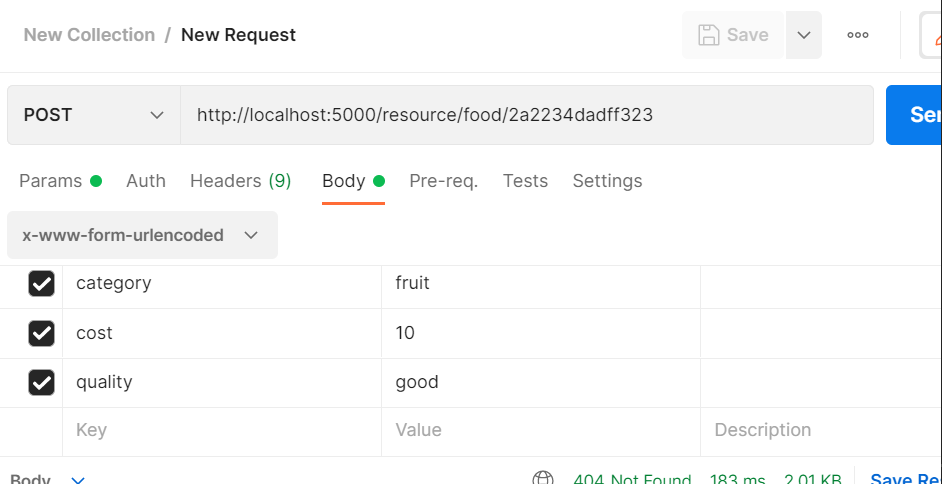 New Collection / New Request Save
POST http://localhost:5000/resource/food/2a2234dadff323
Params Auth Headers (9) Body Pre-req. Tests Settings
x-www-form-urlencoded
category fruit
cost 10
quality good
Key Value Description
Body 404 Not Found 183 ms 2.01 KB Save Re